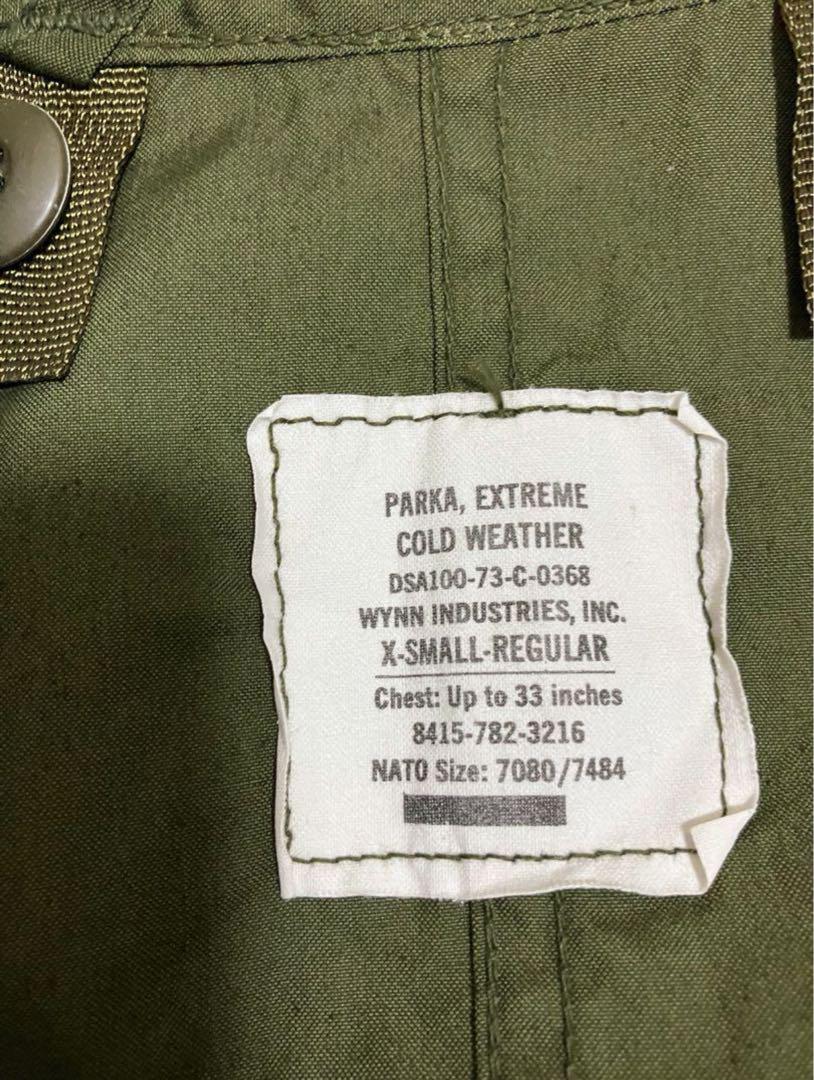 PARKA, EXTREME
COLD WEATHER
DSA100-73-C-0368
WYNN INDUSTRIES, INC.
X-SMALL-REGULAR
Chest: Up to 33 inches
8415-782-3216
NATO Size: 7080/7484